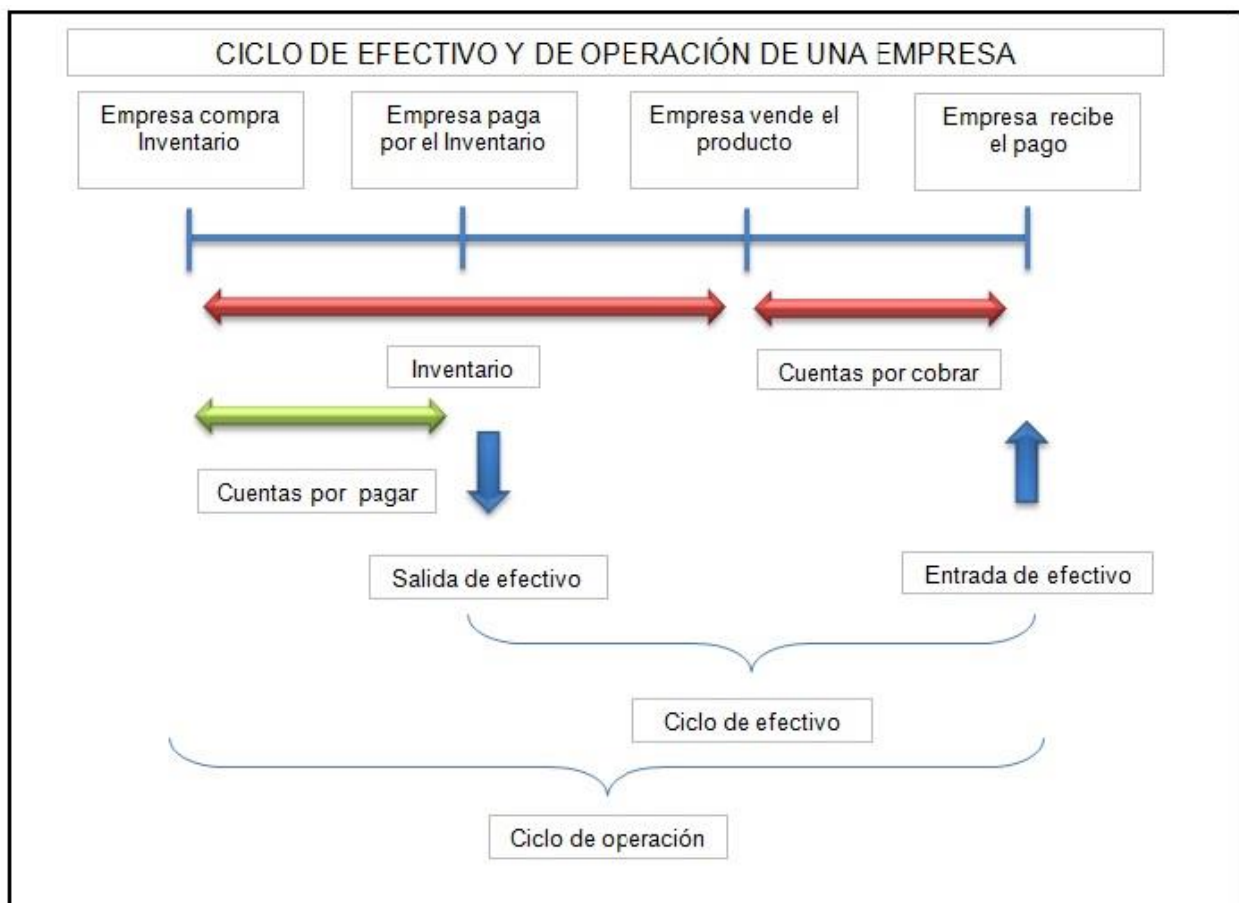 CICLO DE EFECTIVO Y DE OPERACIÓN DE UNA EMPRESA
Empresa compra
Inventario
Empresa paga
por el Inventario
Empresa vende el
producto
Empresa recibe
el pago
Inventario
Cuentas por cobrar
Cuentas por pagar
Salida de efectivo
Entrada de efectivo
Ciclo de efectivo
Ciclo de operación